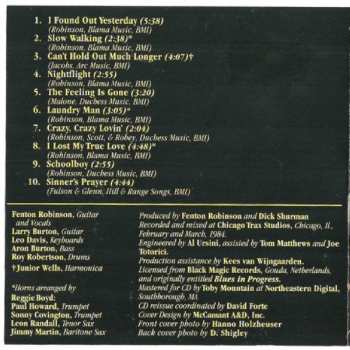 1. I Found Out Yesterday (5:38)
(Robinson, Blama Music, BMI)
2. Slow Walking (2:38)*
(Robinson, Blama Music, BMI)
3. Can't Hold Out Much Longer (4:07)†
(Jacobs, Arc Music, BMI)
4. Nightflight (2:55)
(Robinson, Blama Music, BMI)
5. The Feeling Is Gone (3:20)
(Malone, Duchess Music, BMI)
6. Laundry Man (3:05)*
(Robinson, Blama Music, BMI)
7. Crazy, Crazy Lovin' (2:04)
(Robinson, Scott, & Robey, Duchess Music, BMI)
8. I Lost My True Love (4:48)*
(Robinson, Blama Music, BMI)
9. Schoolboy (2:55)
(Robinson, Blama Music, BMI)
10. Sinner's Prayer (4:44)
(Fulson & Glenn, Hill & Range Songs, BMI)
Fenton Robinson, Guitar
and Vocals
Larry Burton, Guitar
Leo Davis, Keyboards
Aron Burton, Bass
Roy Robertson, Drums
†Junior Wells, Harmonica
*Horns arranged by
Reggie Boyd:
Paul Howard, Trumpet
Sonny Covington, Trumpet
Leon Randall, Tenor Sax
Jimmy Martin, Baritone Sax
Produced by Fenton Robinson and Dick Shurman
Recorded and mixed at Chicago Trax Studios, Chicago, IL,
February and March, 1984.
Engineered by Al Ursini, assisted by Tom Matthews and Joe
Totorici.
Production assistance by Kees van Wijngaarden.
Licensed from Black Magic Records, Gouda, Netherlands,
and originally entitled Blues in Progress.
Mastered for CD by Toby Mountain at Northeastern Digital,
Southborough, MA
CD reissue coordinated by David Forte
Cover Design by McCamant A&D, Inc.
Front cover photo by Hanno Holzheuser
Back cover photo by D. Shigley